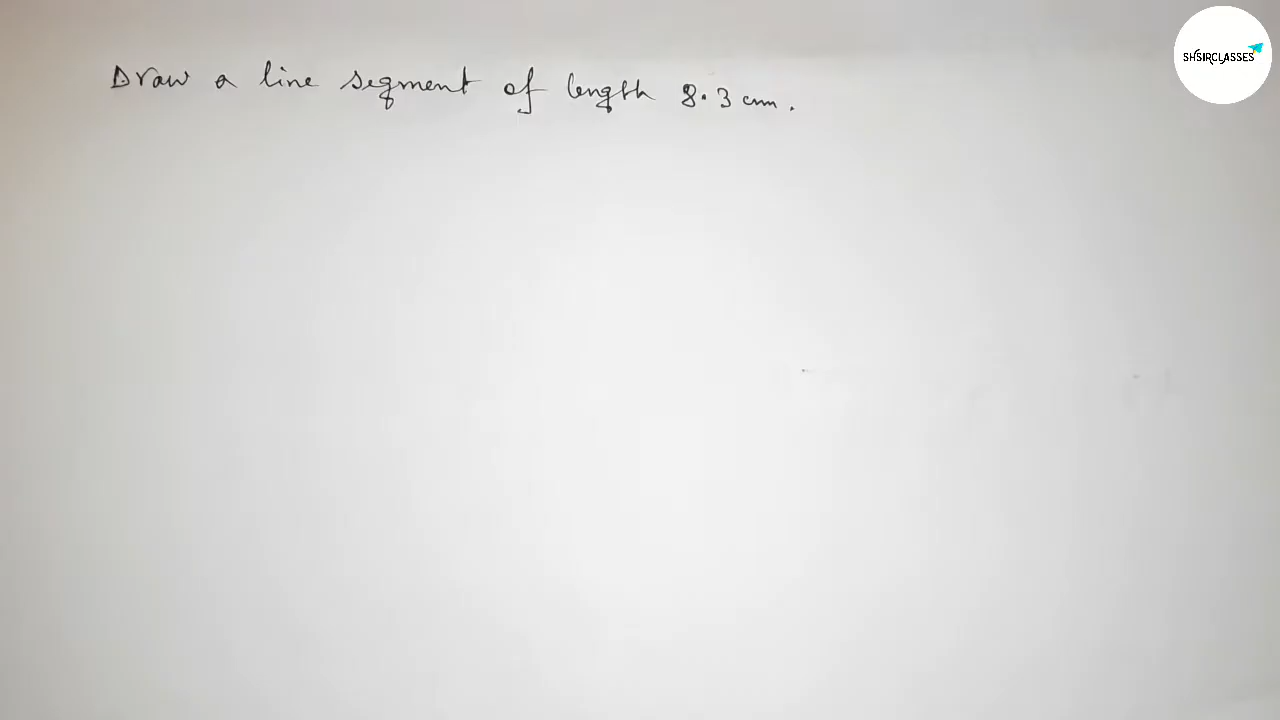 Draw a line segment of length 8.3 cm.
SHSIRCLASSES